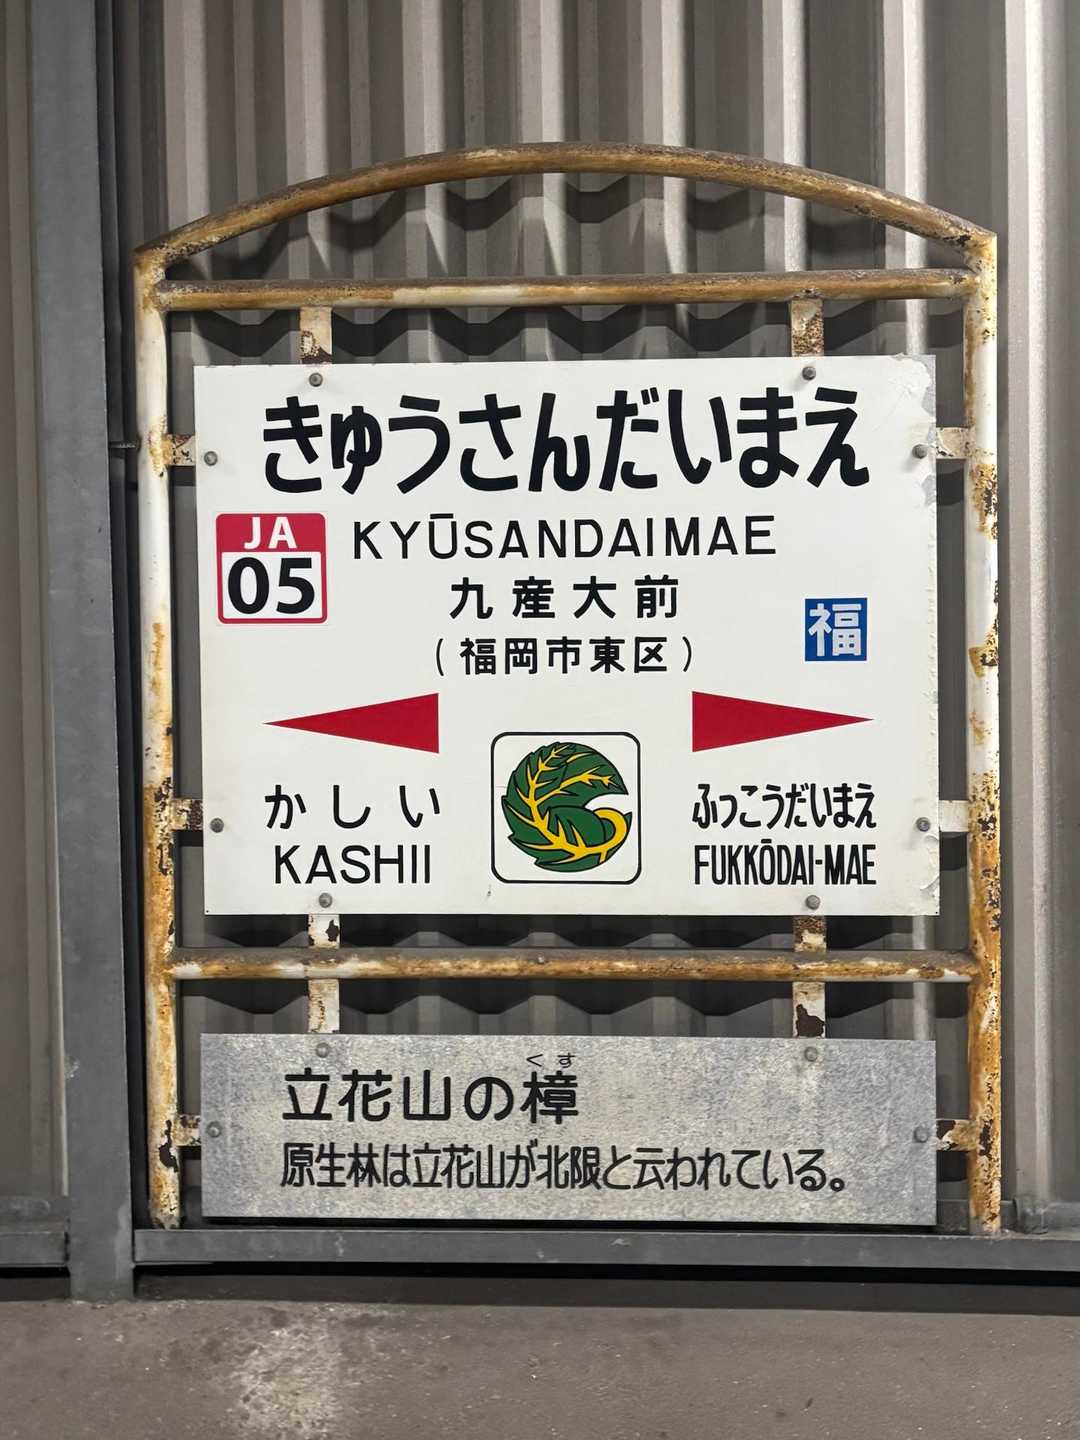 きゅうさんだいまえ
JA
05
KYŪSANDAIMAE
九産大前
福
(福岡市東区)
かしい
KASHII
ふっこうだいまえ
FUKKŌDAI-MAE
くす
立花山の樟
原生林は立花山が北限と云われている。